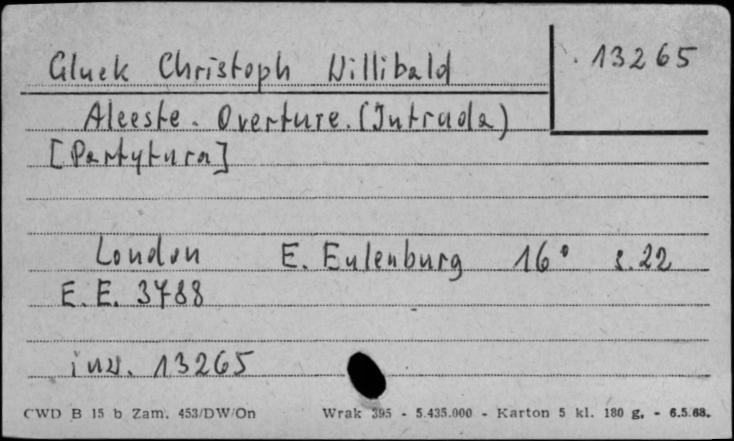 13265
Gluck Christoph Willibald
Alceste. Overture. (Intrada)
[Partytura]
London E. Eulenburg 16° s. 22
E. E. 3788
inw. 13265
CWD B 15 b Zam. 453/DW/On Wrak 395 - 5.435.000 - Karton 5 kl. 180 g. - 6.5.68.